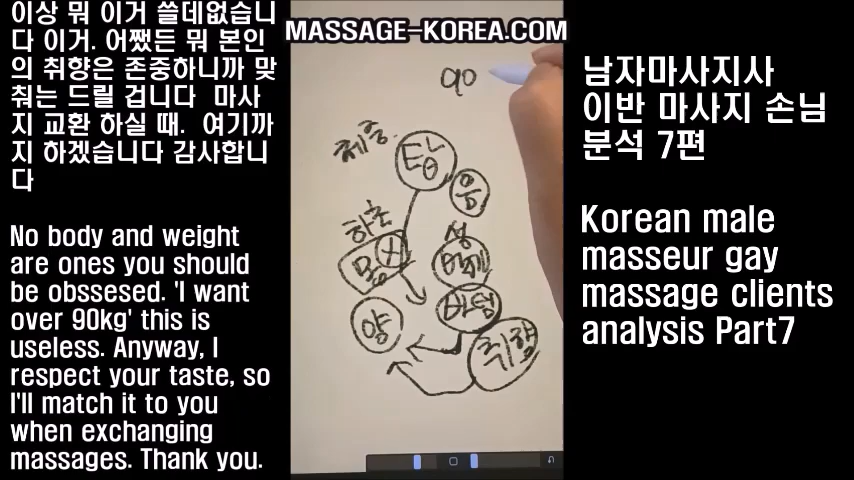 이상 뭐 이거 쓸데없습니
다 이거. 어쨌든 뭐 본인
의 취향은 존중하니까 맞
춰는 드릴 겁니다 마사
지 교환 하실 때. 여기까
지 하겠습니다 감사합니
다
No body and weight
are ones you should
be obssesed. 'I want
over 90kg' this is
useless. Anyway, I
respect your taste, so
I'll match it to you
when exchanging
massages. Thank you.
MASSAGE-KOREA.COM
90
체중
탑
하촌
몸
성
바텀
양
취향
남자마사지사
이반 마사지 손님
분석 7편
Korean male
masseur gay
massage clients
analysis Part7